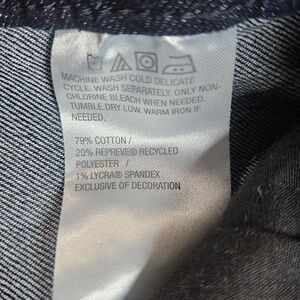 MACHINE WASH COLD DELICATE
CYCLE. WASH SEPARATELY. ONLY NON-
CHLORINE BLEACH WHEN NEEDED.
TUMBLE DRY LOW. WARM IRON IF
NEEDED.
79% COTTON /
20% REPREVE® RECYCLED
POLYESTER /
1% LYCRA® SPANDEX
EXCLUSIVE OF DECORATION